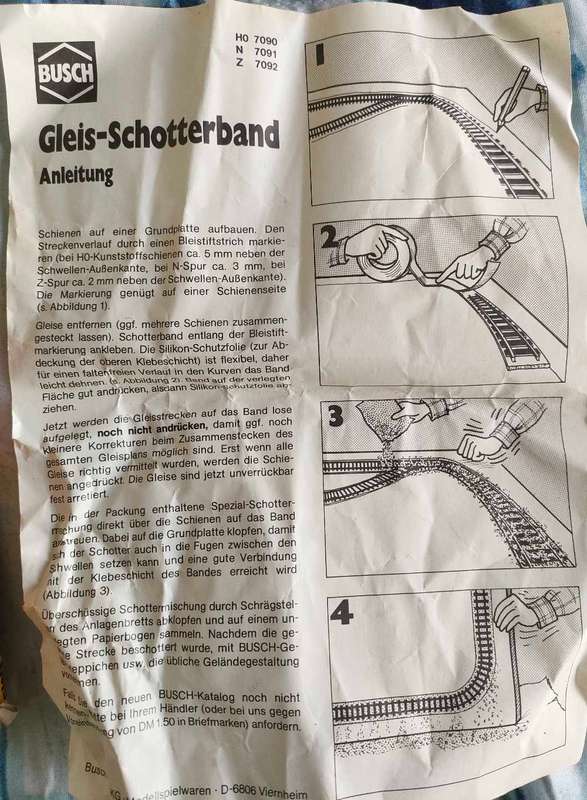 BUSCH
H0 7090
N 7091
Z 7092
Gleis-Schotterband
Anleitung
Schienen auf einer Grundplatte aufbauen. Den
Streckenverlauf durch einen Bleistiftstrich markie-
ren (bei H0-Kunststoffschienen ca. 5 mm neben der
Schwellen-Außenkante, bei N-Spur ca. 3 mm, bei
Z-Spur ca. 2 mm neben der Schwellen-Außenkante).
Die Markierung genügt auf einer Schienenseite
(s. Abbildung 1).
Gleise entfernen (ggf. mehrere Schienen zusammen-
gesteckt lassen). Schotterband entlang der Bleistift-
markierung ankleben. Die Silikon-Schutzfolie (zur Ab-
deckung der oberen Klebeschicht) ist flexibel, daher
für einen faltenfreien Verlauf in den Kurven das Band
leicht dehnen. (s. Abbildung 2). Band auf der verlegten
Fläche gut andrücken, alsdann Silikon-Schutzfolie ab-
ziehen.
Jetzt werden die Gleisstrecken auf das Band lose
aufgelegt, noch nicht andrücken, damit ggf. noch
kleinere Korrekturen beim Zusammenstecken des
gesamten Gleisplans möglich sind. Erst wenn alle
Gleise richtig vermittelt wurden, werden die Schie-
nen angedrückt. Die Gleise sind jetzt unverrückbar
fest arretiert.
Die in der Packung enthaltene Spezial-Schotter-
mischung direkt über die Schienen auf das Band
streuen. Dabei auf die Grundplatte klopfen, damit
sich der Schotter auch in die Fugen zwischen den
Schwellen setzen kann und eine gute Verbindung
mit der Klebeschicht des Bandes erreicht wird
(Abbildung 3).
Überschüssige Schottermischung durch Schrägstel-
des Anlagenbretts abklopfen und auf einem un-
legten Papierbogen sammeln. Nachdem die ge-
Strecke beschottert wurde, mit BUSCH-Ge-
teppichen usw. die übliche Geländegestaltung
Falls Sie den neuen BUSCH-Katalog noch nicht
bei Ihrem Händler (oder bei uns gegen
von DM 1.50 in Briefmarken) anfordern.
Busch
KG Modellspielwaren · D-6806 Viernheim
1
2
3
4